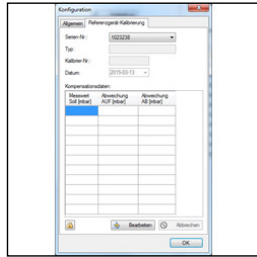 Konfiguration
Allgemein Referenzgerät-Kalibrierung
Serien-Nr.: 1023238
Typ:
Kalibrier-Nr.:
Datum: 2015-03-13
Kompensationsdaten:
Messwert Abweichung Abweichung
Soll [mbar] AUF [mbar] AB [mbar]
Bearbeiten Abbrechen
OK